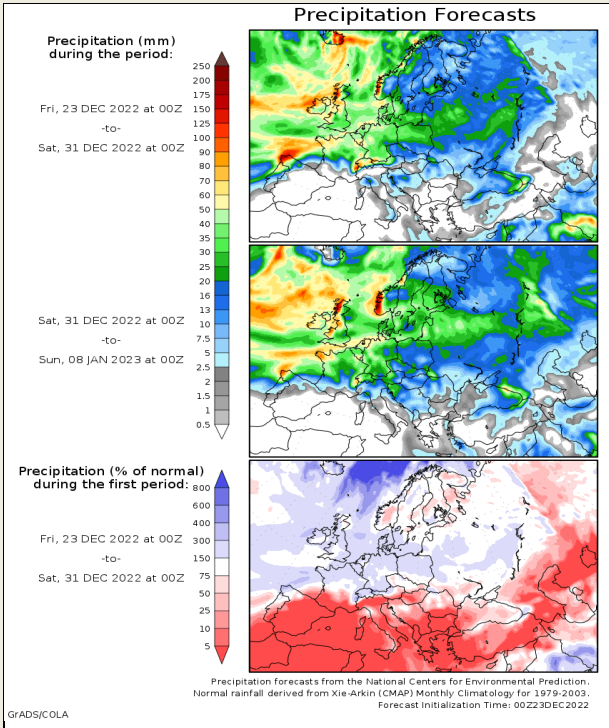 Precipitation Forecasts
Precipitation (mm)
during the period:
Fri, 23 DEC 2022 at 00Z
-to-
Sat, 31 DEC 2022 at 00Z
250
200
175
150
125
100
90
80
70
60
50
40
35
30
25
20
16
13
10
7.5
5
2.5
2
1.5
1
0.5
Sat, 31 DEC 2022 at 00Z
-to-
Sun, 08 JAN 2023 at 00Z
Precipitation (% of normal)
during the first period:
Fri, 23 DEC 2022 at 00Z
-to-
Sat, 31 DEC 2022 at 00Z
800
600
400
300
150
75
50
25
10
5
Precipitation forecasts from the National Centers for Environmental Prediction.
Normal rainfall derived from Xie-Arkin (CMAP) Monthly Climatology for 1979-2003.
Forecast Initialization Time: 00Z23DEC2022
GrADS/COLA